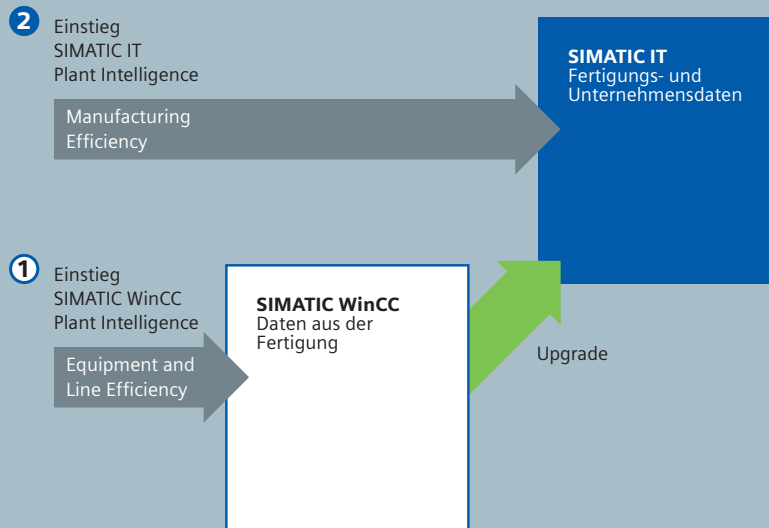 2
Einstieg
SIMATIC IT
Plant Intelligence
Manufacturing
Efficiency
SIMATIC IT
Fertigungs- und
Unternehmensdaten
1
Einstieg
SIMATIC WinCC
Plant Intelligence
Equipment and
Line Efficiency
SIMATIC WinCC
Daten aus der
Fertigung
Upgrade